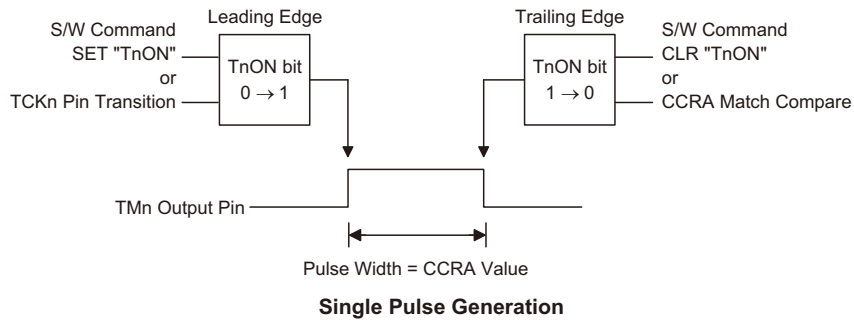 Leading Edge
S/W Command
SET "TnON"
or
TCKn Pin Transition
TnON bit
0 → 1
Trailing Edge
TnON bit
1 → 0
S/W Command
CLR "TnON"
or
CCRA Match Compare
TMn Output Pin
Pulse Width = CCRA Value
Single Pulse Generation